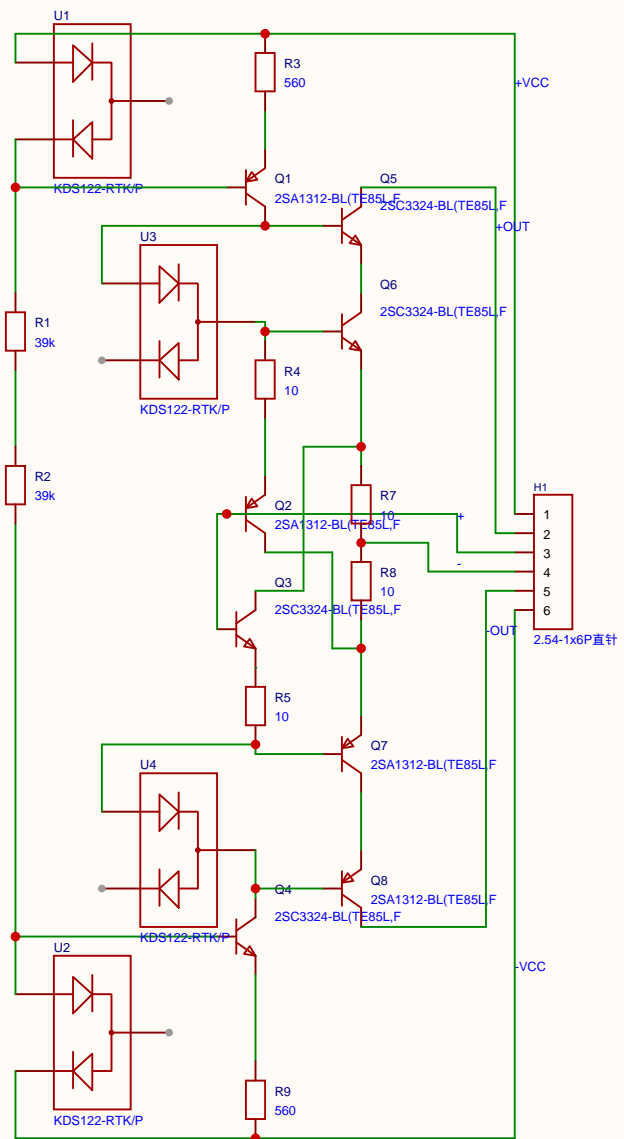 U1
KDS122-RTK/P
R3
560
+VCC
Q1
2SA1312-BL(TE85L,F
Q5
2SC3324-BL(TE85L,F
+OUT
U3
KDS122-RTK/P
Q6
2SC3324-BL(TE85L,F
R1
39k
R4
10
R2
39k
Q2
2SA1312-BL(TE85L,F
R7
10
+
-
H1
1
2
3
4
5
6
2.54-1x6P直针
R8
10
Q3
2SC3324-BL(TE85L,F
-OUT
R5
10
Q7
2SA1312-BL(TE85L,F
U4
KDS122-RTK/P
Q4
2SC3324-BL(TE85L,F
Q8
2SA1312-BL(TE85L,F
U2
KDS122-RTK/P
-VCC
R9
560